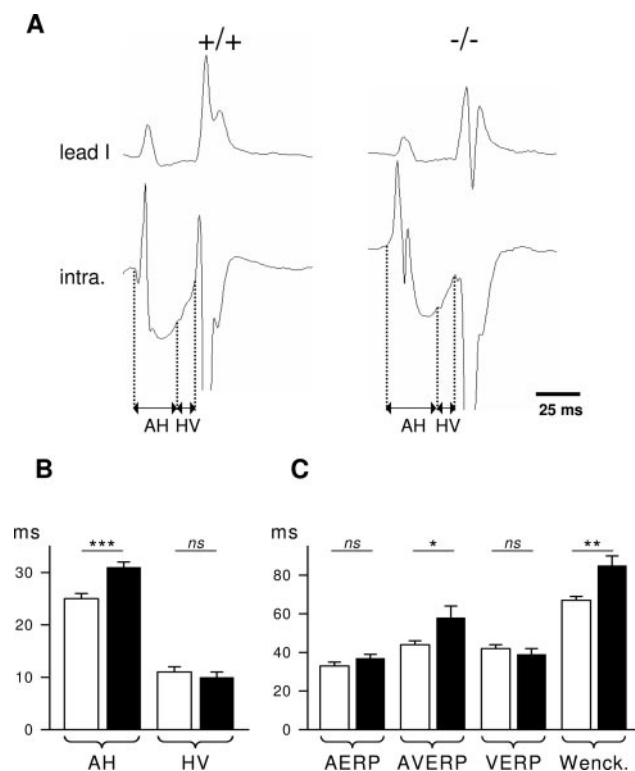 A
+/+ -/-
lead I
intra.
25 ms
AH HV AH HV
B C
ms ms
*** ns ns * ns **
30
20
10
0
80
60
40
20
0
AH HV
AERP AVERP VERP Wenck.